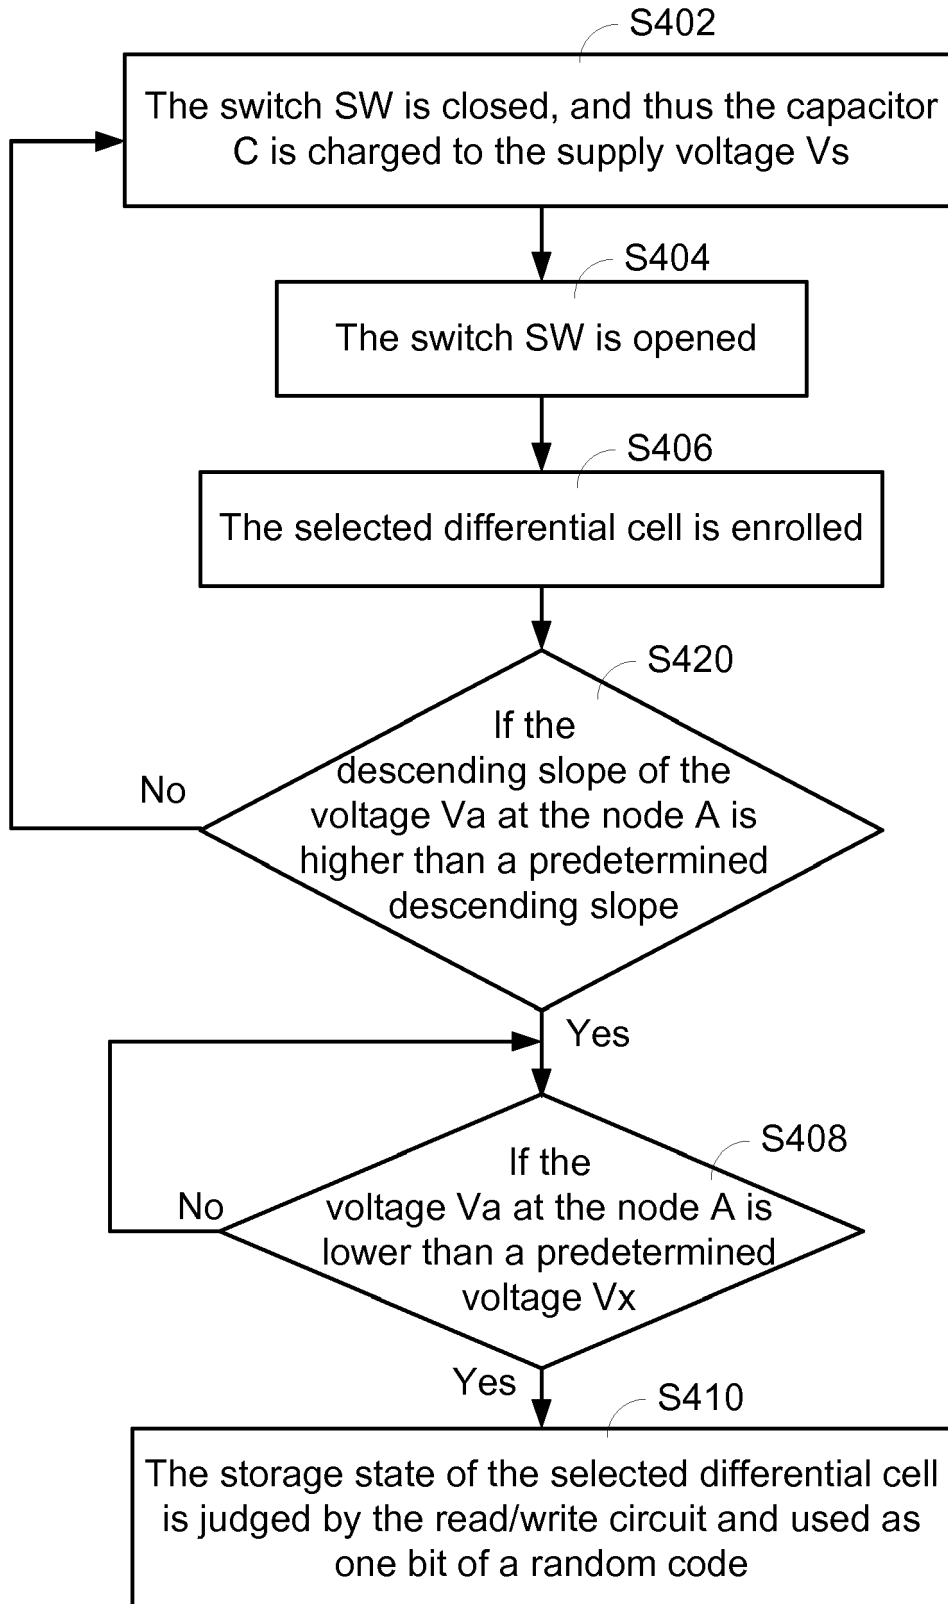 S402
The switch SW is closed, and thus the capacitor
C is charged to the supply voltage Vs
S404
The switch SW is opened
S406
The selected differential cell is enrolled
S420
If the
descending slope of the
voltage Va at the node A is
higher than a predetermined
descending slope
No
Yes
S408
If the
voltage Va at the node A is
lower than a predetermined
voltage Vx
No
Yes
S410
The storage state of the selected differential cell
is judged by the read/write circuit and used as
one bit of a random code